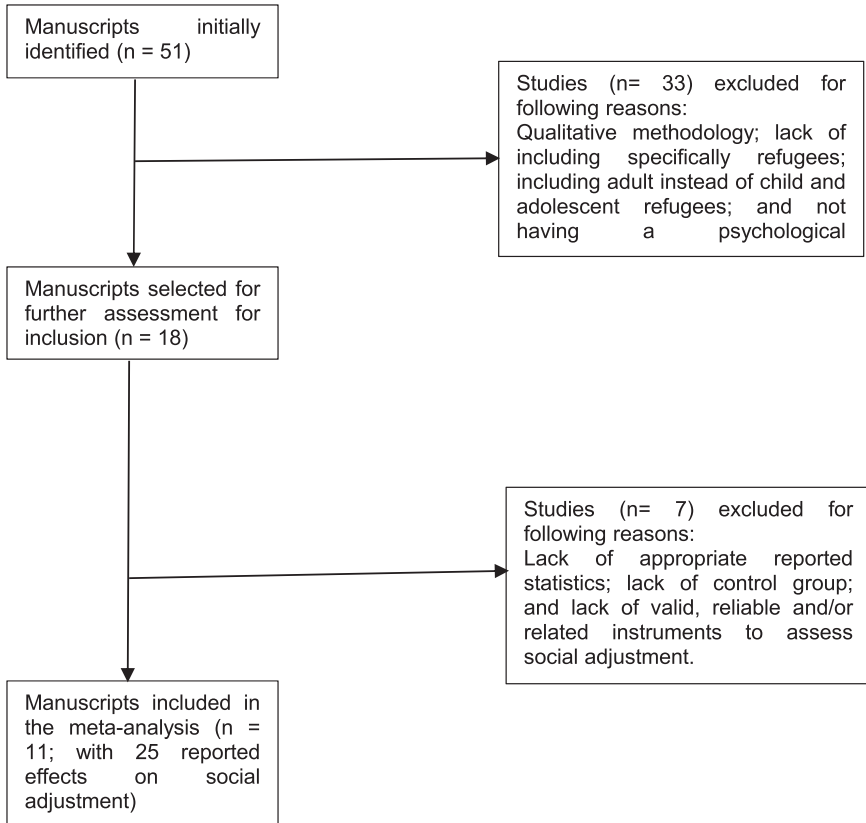 Manuscripts initially
identified (n = 51)
Studies (n= 33) excluded for
following reasons:
Qualitative methodology; lack of
including specifically refugees;
including adult instead of child and
adolescent refugees; and not
having a psychological
Manuscripts selected for
further assessment for
inclusion (n = 18)
Studies (n= 7) excluded for
following reasons:
Lack of appropriate reported
statistics; lack of control group;
and lack of valid, reliable and/or
related instruments to assess
social adjustment.
Manuscripts included in
the meta-analysis (n =
11; with 25 reported
effects on social
adjustment)